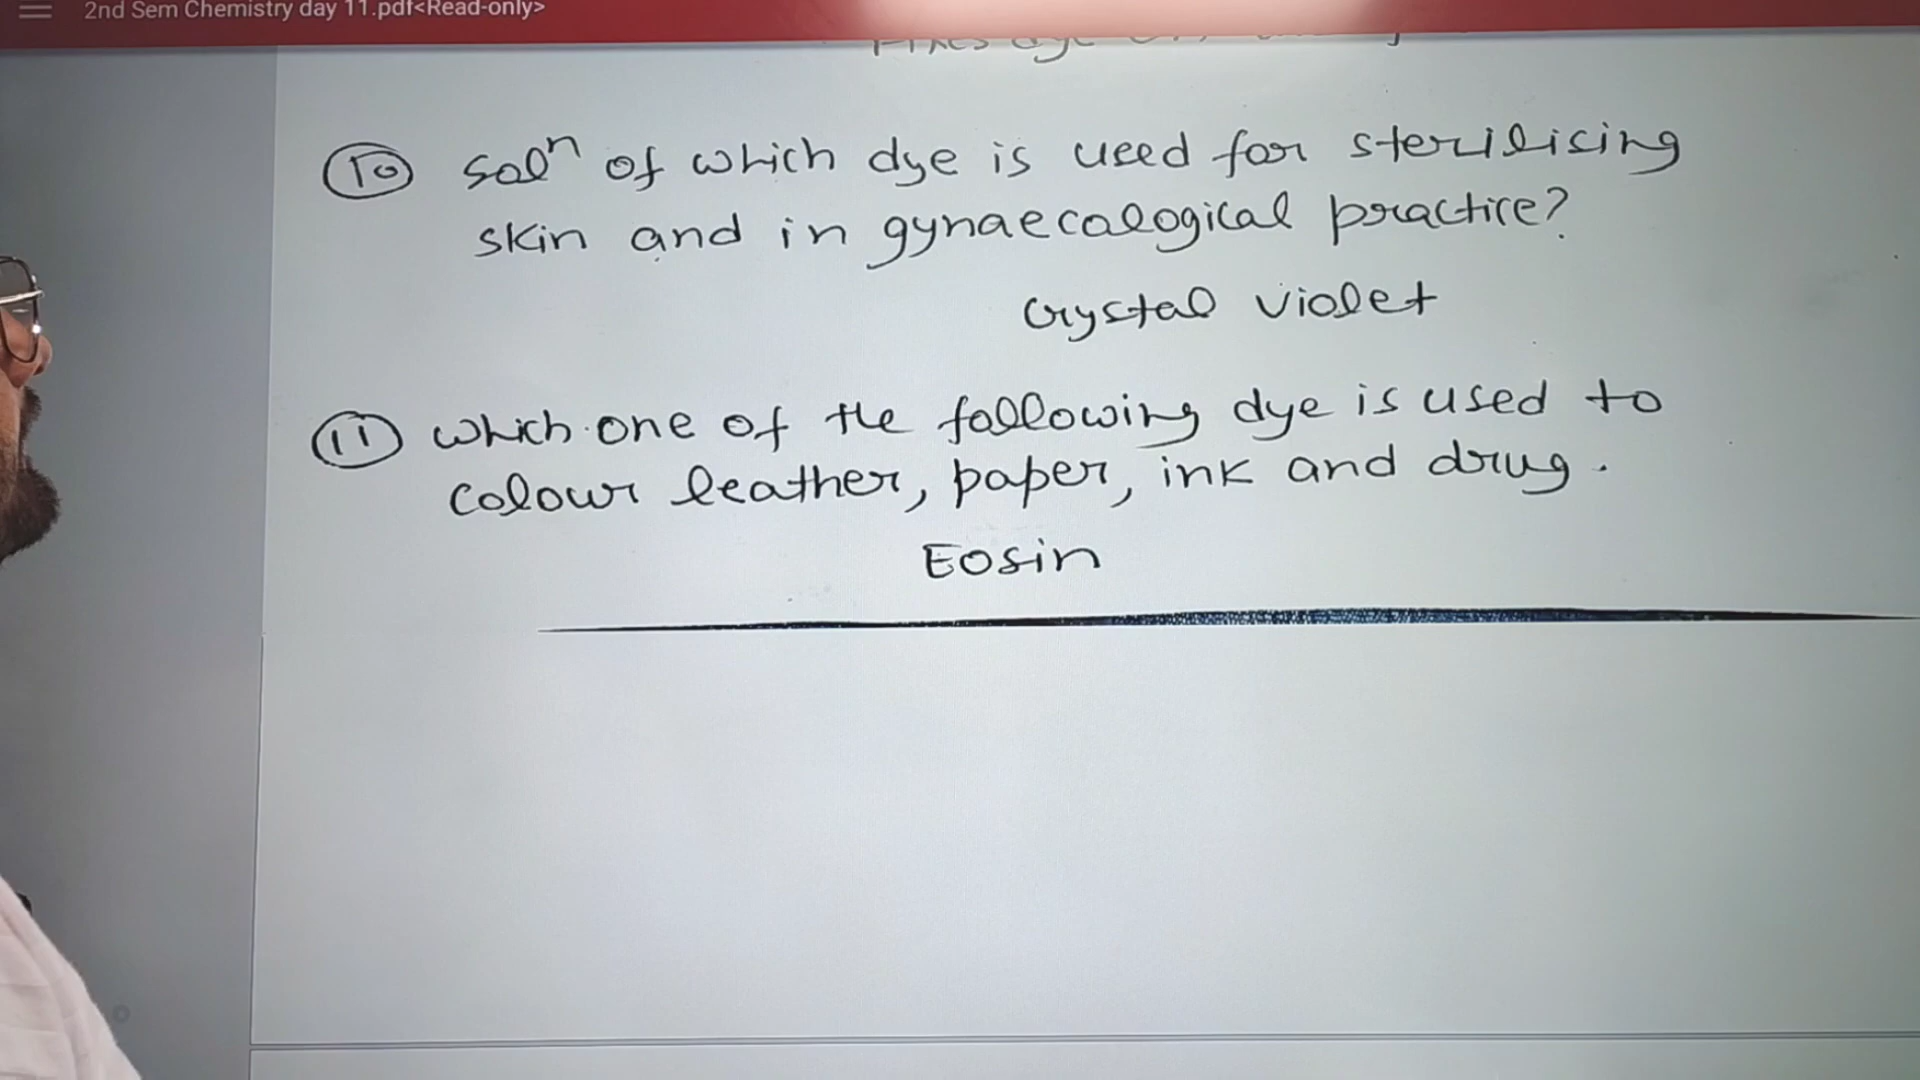 2nd Sem Chemistry day 11.pdf<Read-only>
10 solⁿ of which dye is used for sterilising
skin and in gynaecological practice?
Crystal violet
11 which one of the following dye is used to
colour leather, paper, ink and drug.
Eosin